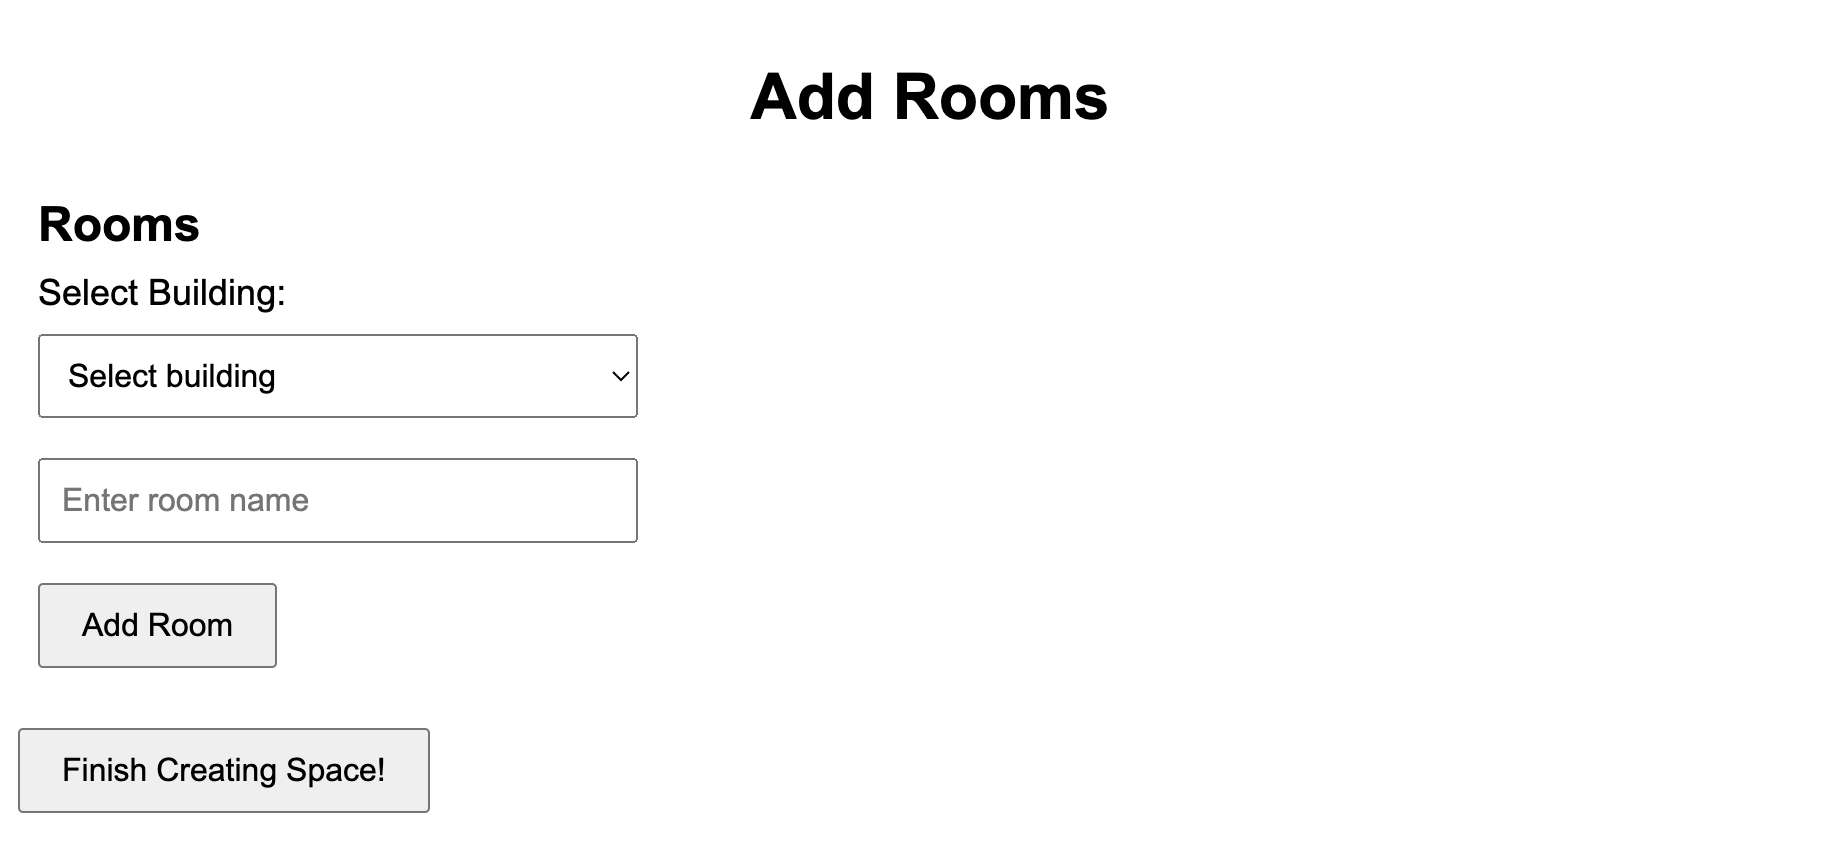 Add Rooms
Rooms
Select Building:
Select building
Enter room name
Add Room
Finish Creating Space!